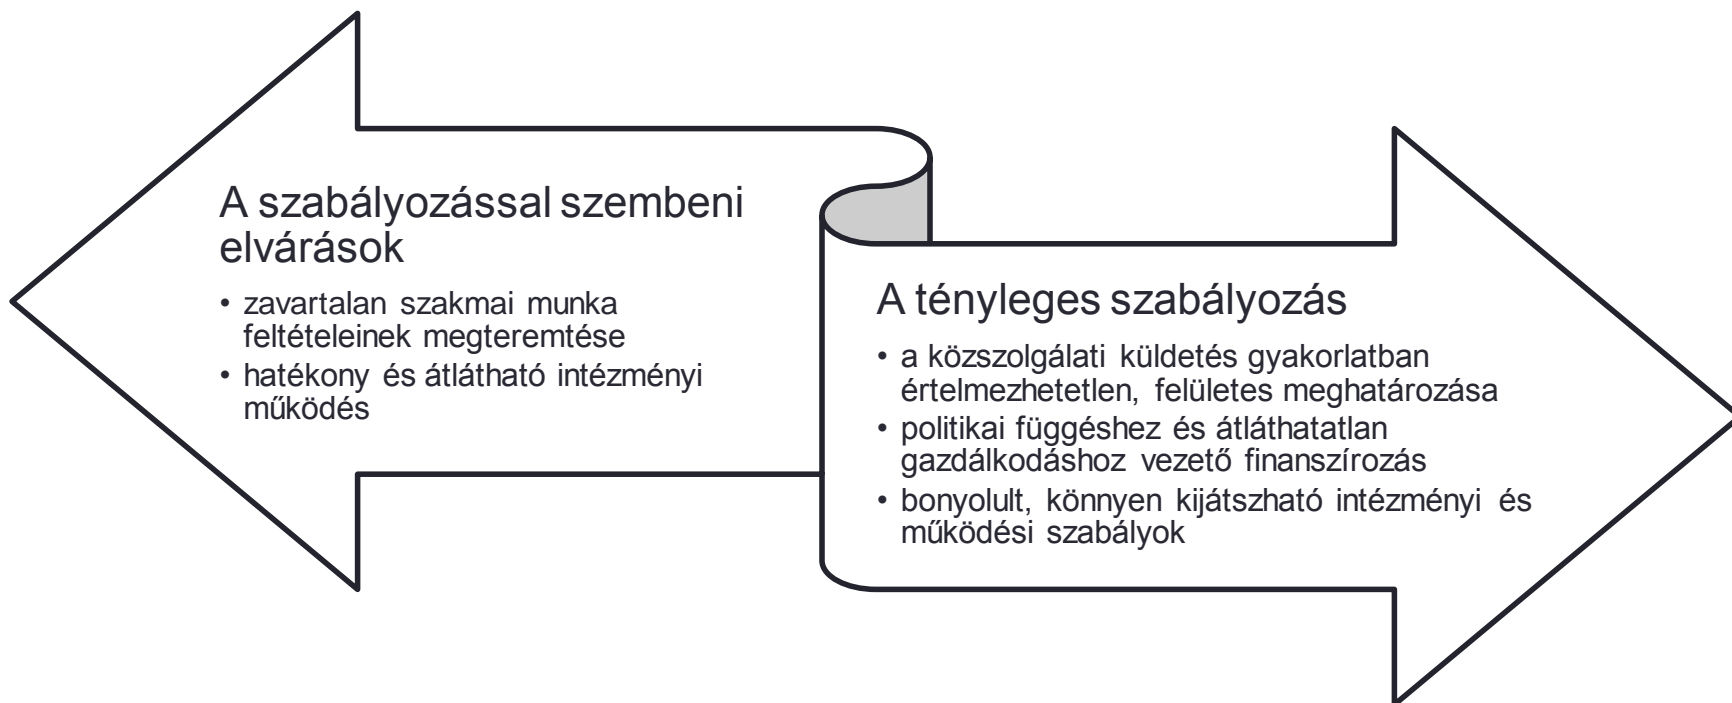 A szabályozással szembeni
elvárások
• zavartalan szakmai munka
feltételeinek megteremtése
• hatékony és átlátható intézményi
működés
A tényleges szabályozás
• a közszolgálati küldetés gyakorlatban
értelmezhetetlen, felületes meghatározása
• politikai függéshez és átláthatatlan
gazdálkodáshoz vezető finanszírozás
• bonyolult, könnyen kijátszható intézményi és
működési szabályok